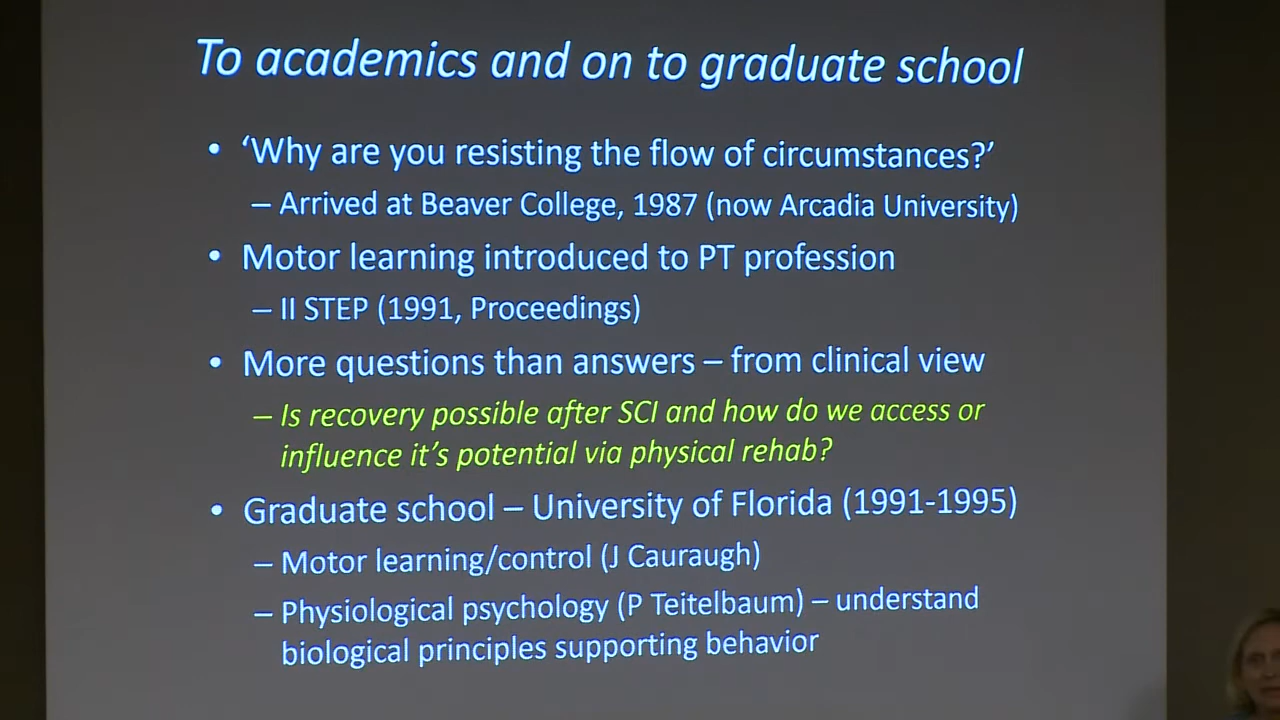 To academics and on to graduate school
• ‘Why are you resisting the flow of circumstances?’
– Arrived at Beaver College, 1987 (now Arcadia University)
• Motor learning introduced to PT profession
– II STEP (1991, Proceedings)
• More questions than answers – from clinical view
– Is recovery possible after SCI and how do we access or
influence it’s potential via physical rehab?
• Graduate school – University of Florida (1991-1995)
– Motor learning/control (J Cauraugh)
– Physiological psychology (P Teitelbaum) – understand
biological principles supporting behavior